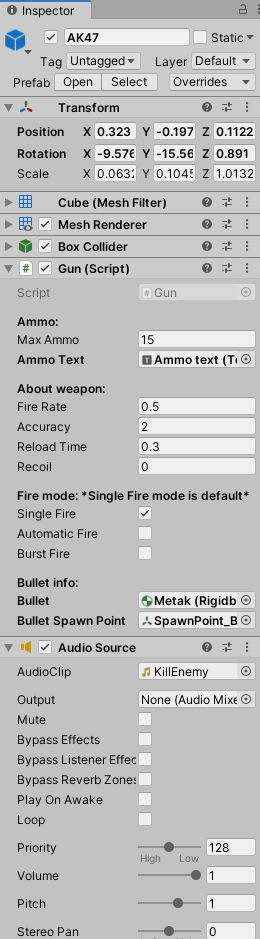 Inspector
AK47
Static
Tag Untagged Layer Default
Prefab Open Select Overrides
Transform
Position X 0.323 Y -0.197 Z 0.1122
Rotation X -9.576 Y -15.56 Z 0.891
Scale X 0.0632 Y 0.1045 Z 1.0132
Cube (Mesh Filter)
Mesh Renderer
Box Collider
Gun (Script)
Script Gun
Ammo:
Max Ammo 15
Ammo Text Ammo text (Te
About weapon:
Fire Rate 0.5
Accuracy 2
Reload Time 0.3
Recoil 0
Fire mode: *Single Fire mode is default*
Single Fire
Automatic Fire
Burst Fire
Bullet info:
Bullet Metak (Rigidb
Bullet Spawn Point SpawnPoint_B
Audio Source
AudioClip KillEnemy
Output None (Audio Mixe
Mute
Bypass Effects
Bypass Listener Effec
Bypass Reverb Zones
Play On Awake
Loop
Priority 128
High Low
Volume 1
Pitch 1
Stereo Pan 0